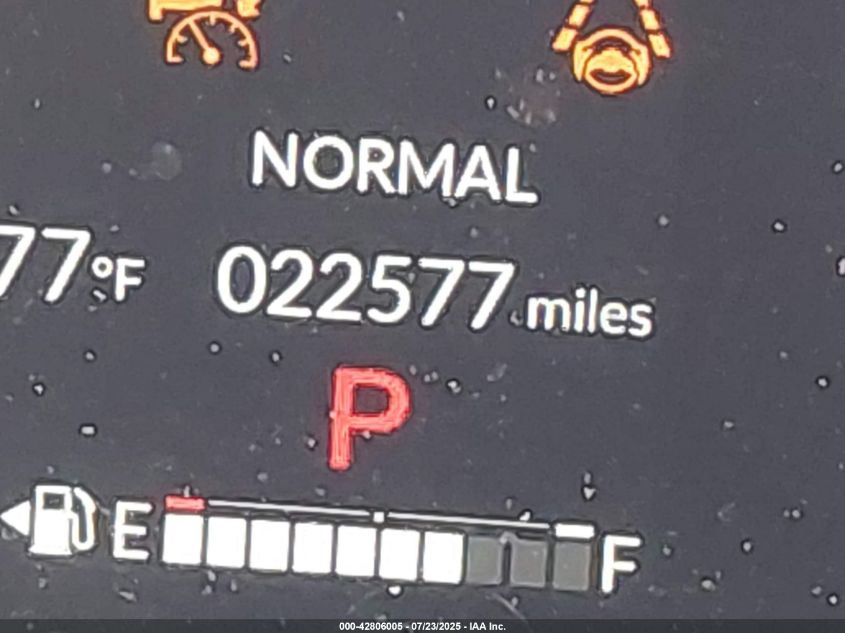 NORMAL
77°F 022577 miles
P
E F
000-42806005 - 07/23/2025 - IAA Inc.